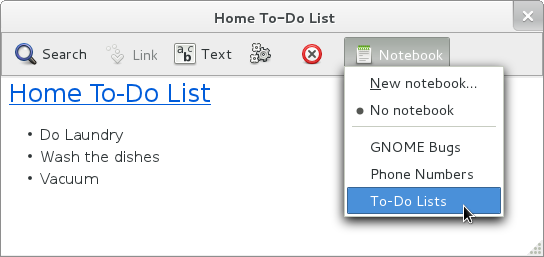 Home To-Do List
Search
Link
abc
Text
Notebook
Home To-Do List
• Do Laundry
• Wash the dishes
• Vacuum
New notebook...
No notebook
GNOME Bugs
Phone Numbers
To-Do Lists